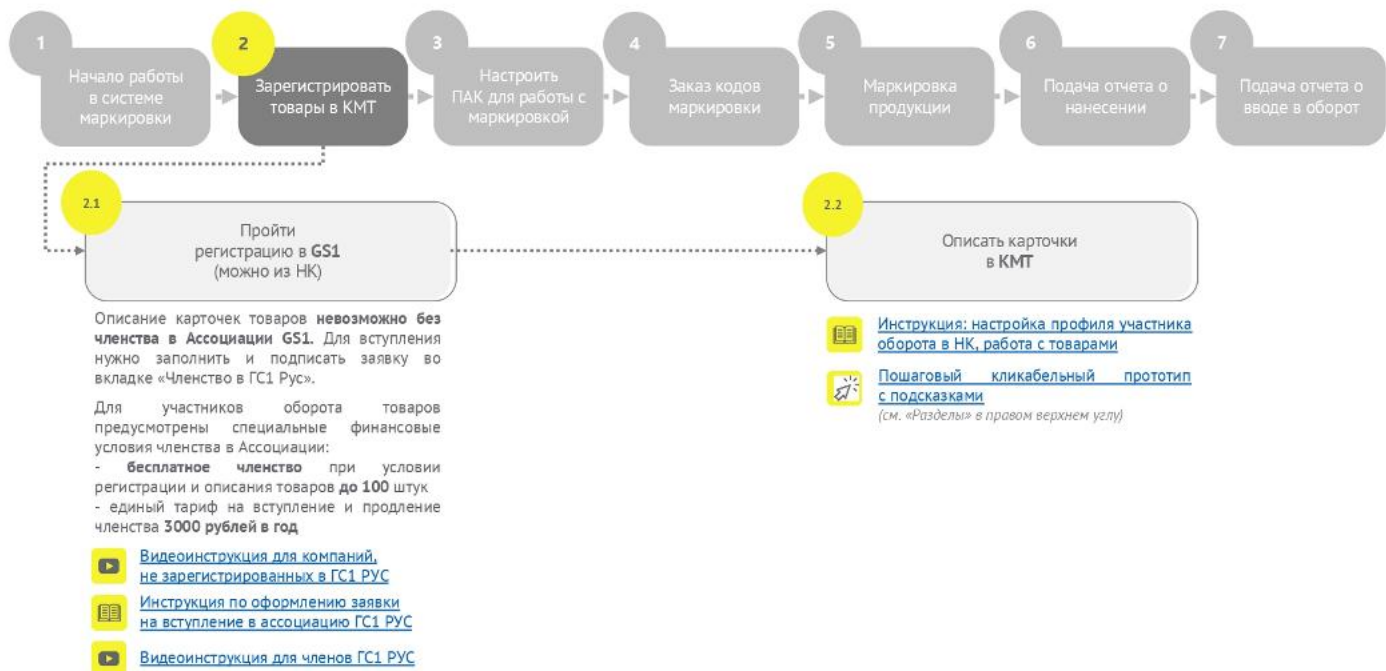 1
Начало работы
в системе
маркировки
2
Зарегистрировать
товары в КМТ
3
Настроить
ПАК для работы с
маркировкой
4
Заказ кодов
маркировки
5
Маркировка
продукции
6
Подача отчета о
нанесении
7
Подача отчета о
вводе в оборот
2.1
Пройти
регистрацию в GS1
(можно из НК)
2.2
Описать карточки
в КМТ
Описание карточек товаров невозможно без
членства в Ассоциации GS1. Для вступления
нужно заполнить и подписать заявку во
вкладке «Членство в ГС1 Рус».
Для участников оборота товаров
предусмотрены специальные финансовые
условия членства в Ассоциации:
- бесплатное членство при условии
регистрации и описания товаров до 100 штук
- единый тариф на вступление и продление
членства 3000 рублей в год
Видеоинструкция для компаний,
не зарегистрированных в ГС1 РУС
Инструкция по оформлению заявки
на вступление в ассоциацию ГС1 РУС
Видеоинструкция для членов ГС1 РУС
Инструкция: настройка профиля участника
оборота в НК, работа с товарами
Пошаговый кликабельный прототип
с подсказками
(см. «Разделы» в правом верхнем углу)